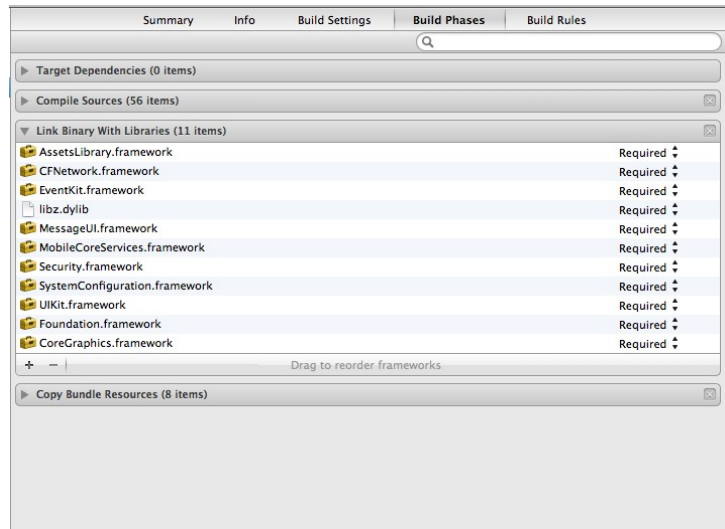 Summary Info Build Settings Build Phases Build Rules
Target Dependencies (0 items)
Compile Sources (56 items)
Link Binary With Libraries (11 items)
AssetsLibrary.framework Required
CFNetwork.framework Required
EventKit.framework Required
libz.dylib Required
MessageUI.framework Required
MobileCoreServices.framework Required
Security.framework Required
SystemConfiguration.framework Required
UIKit.framework Required
Foundation.framework Required
CoreGraphics.framework Required
+ − Drag to reorder frameworks
Copy Bundle Resources (8 items)